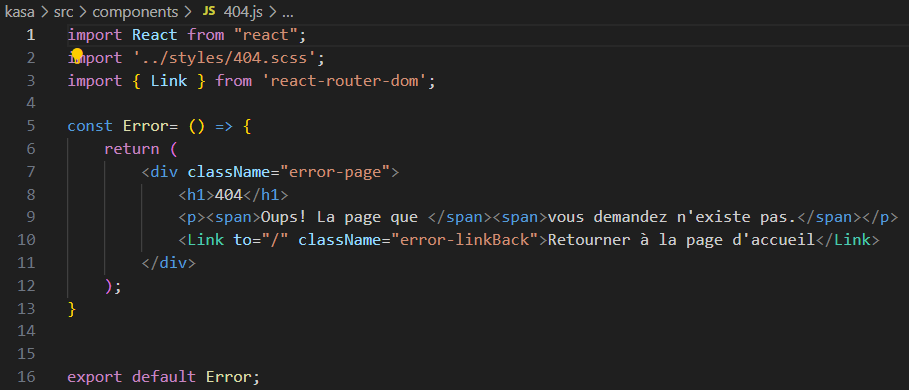 kasa > src > components > JS 404.js > ...
1 import React from "react";
2 import '../styles/404.scss';
3 import { Link } from 'react-router-dom';
4
5 const Error= () => {
6 return (
7 <div className="error-page">
8 <h1>404</h1>
9 <p><span>Oups! La page que </span><span>vous demandez n'existe pas.</span></p>
10 <Link to="/" className="error-linkBack">Retourner à la page d'accueil</Link>
11 </div>
12 );
13 }
14
15
16 export default Error;